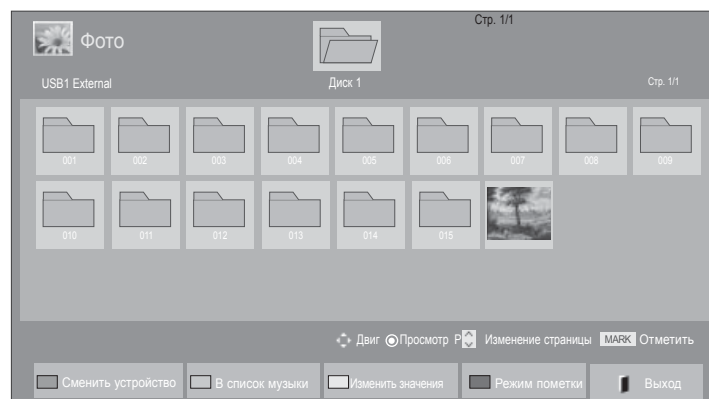 Стр. 1/1
Фото
USB1 External Диск 1 Стр. 1/1
001 002 003 004 005 006 007 008 009
010 011 012 013 014 015
Двиг Просмотр P Изменение страницы MARK Отметить
Сменить устройство В список музыки Изменить значения Режим пометки Выход